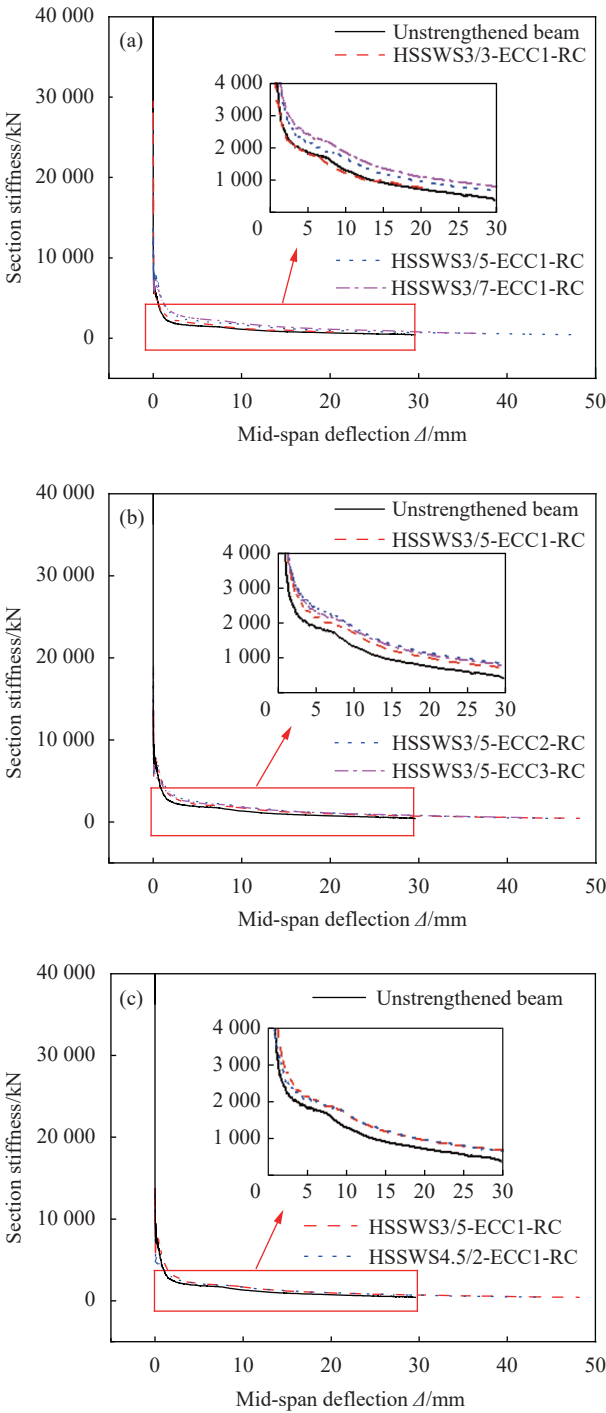 (a)
Unstrengthened beam
HSSWS3/3-ECC1-RC
HSSWS3/5-ECC1-RC
HSSWS3/7-ECC1-RC
Section stiffness/kN
40 000
30 000
20 000
10 000
0
4 000
3 000
2 000
1 000
0 5 10 15 20 25 30
0 10 20 30 40 50
Mid-span deflection Δ/mm
(b)
Unstrengthened beam
HSSWS3/5-ECC1-RC
HSSWS3/5-ECC2-RC
HSSWS3/5-ECC3-RC
Section stiffness/kN
40 000
30 000
20 000
10 000
0
4 000
3 000
2 000
1 000
0 5 10 15 20 25 30
0 10 20 30 40 50
Mid-span deflection Δ/mm
(c)
Unstrengthened beam
HSSWS3/5-ECC1-RC
HSSWS4.5/2-ECC1-RC
Section stiffness/kN
40 000
30 000
20 000
10 000
0
4 000
3 000
2 000
1 000
0 5 10 15 20 25 30
0 10 20 30 40 50
Mid-span deflection Δ/mm